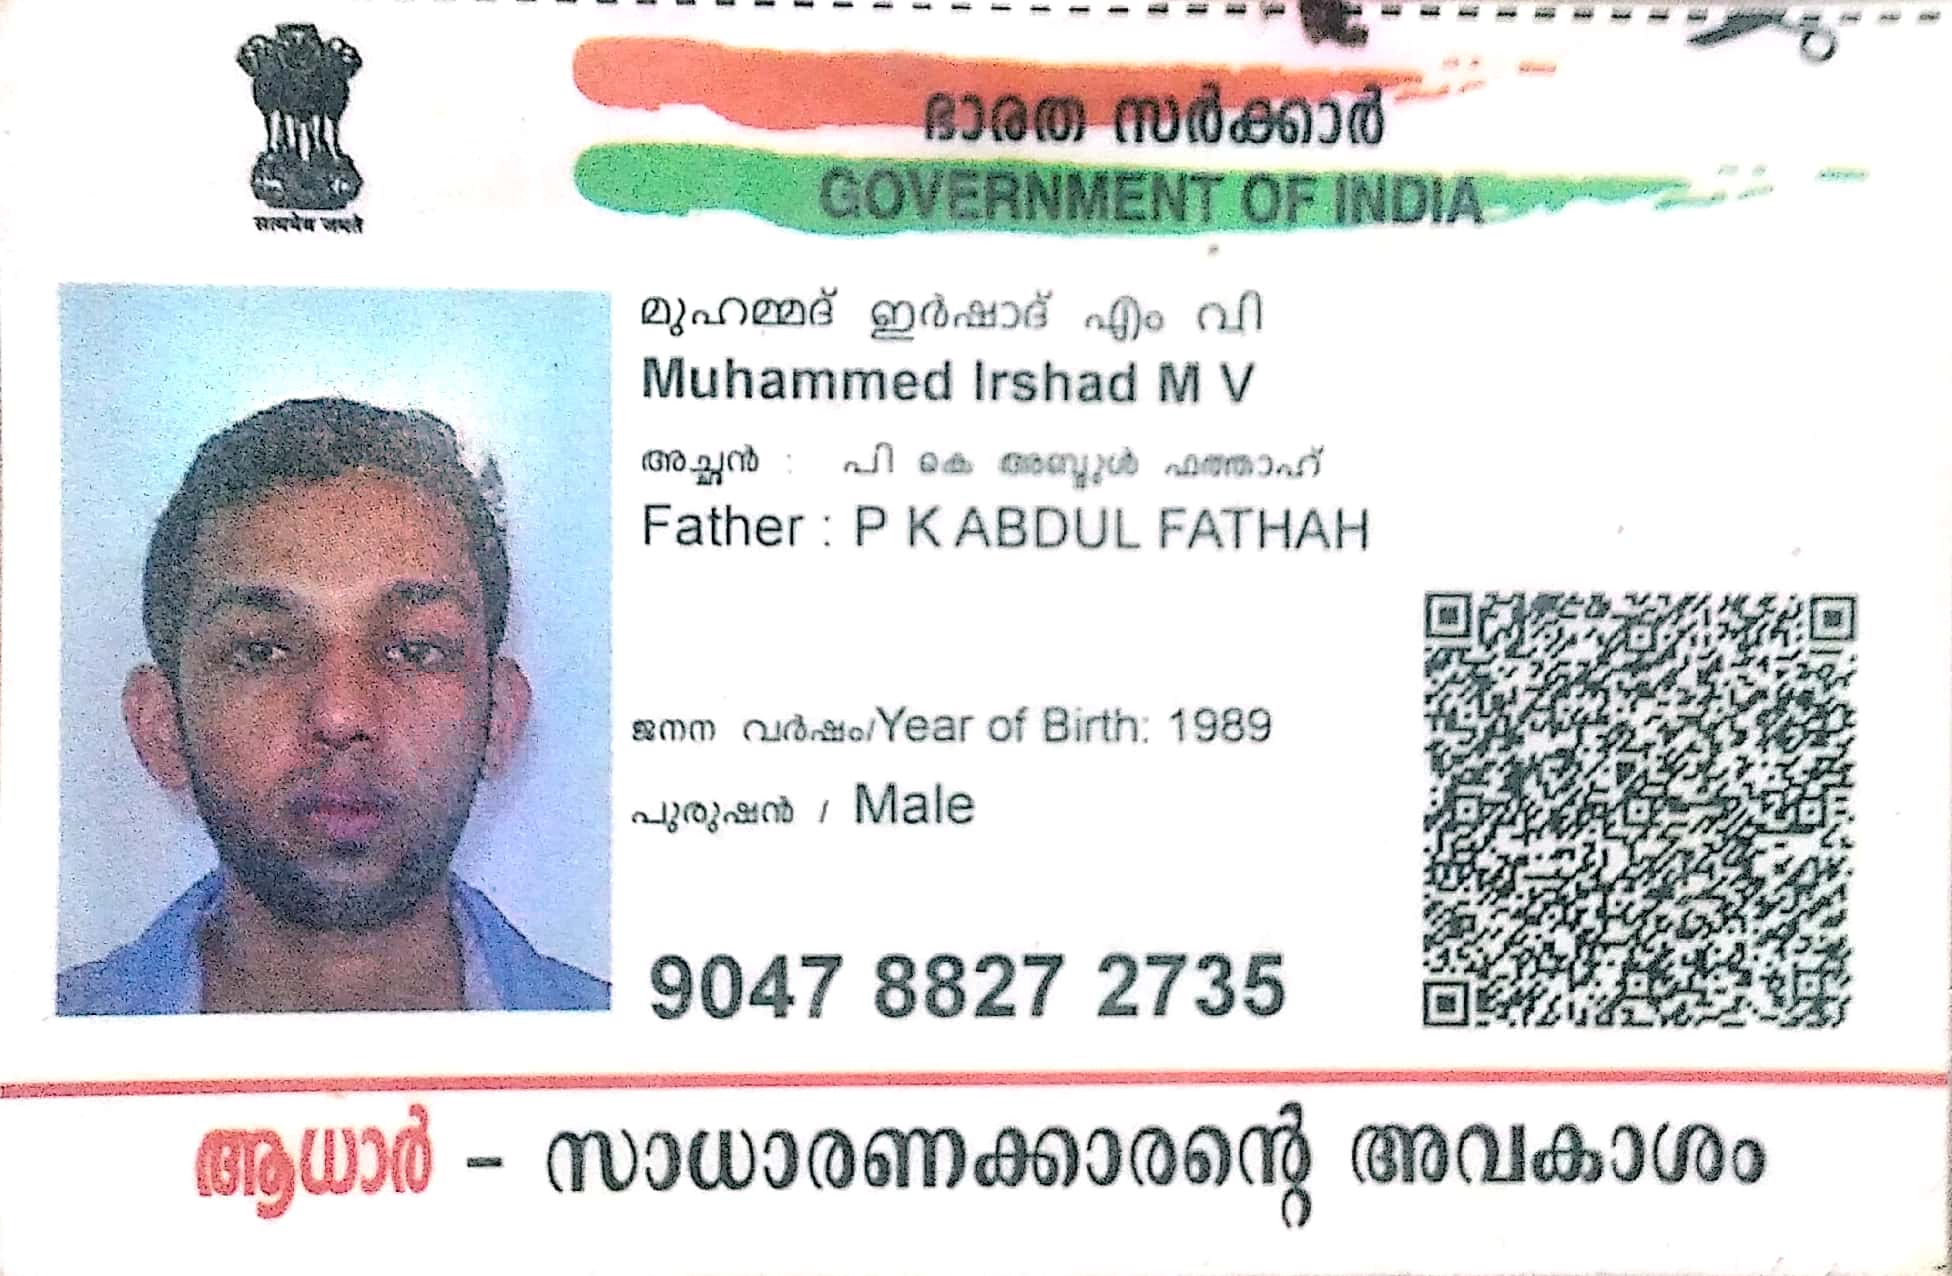 सत्यमेव जयते
ഭാരത സർക്കാർ
GOVERNMENT OF INDIA
മുഹമ്മദ് ഇർഷാദ് എം വി
Muhammed Irshad M V
അച്ഛൻ : പി കെ അബ്ദുൾ ഫത്താഹ്
Father : P K ABDUL FATHAH
ജനന വർഷം/Year of Birth: 1989
പുരുഷൻ / Male
9047 8827 2735
ആധാർ - സാധാരണക്കാരന്റെ അവകാശം